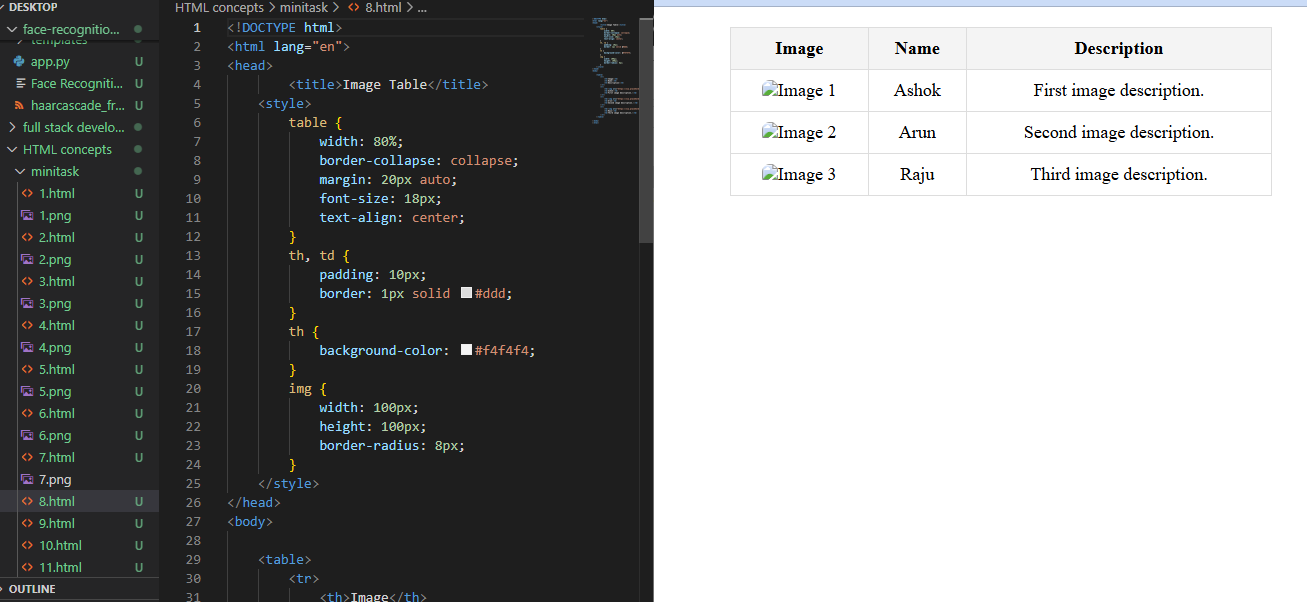 DESKTOP
face-recognitio...
templates
app.py U
Face Recogniti... U
haarcascade_fr... U
full stack develo...
HTML concepts
minitask
1.html U
1.png U
2.html U
2.png U
3.html U
3.png U
4.html U
4.png U
5.html U
5.png U
6.html U
6.png U
7.html U
7.png
8.html U
9.html U
10.html U
11.html U
OUTLINE
HTML concepts > minitask > <> 8.html > ...
1 <!DOCTYPE html>
2 <html lang="en">
3 <head>
4 <title>Image Table</title>
5 <style>
6 table {
7 width: 80%;
8 border-collapse: collapse;
9 margin: 20px auto;
10 font-size: 18px;
11 text-align: center;
12 }
13 th, td {
14 padding: 10px;
15 border: 1px solid #ddd;
16 }
17 th {
18 background-color: #f4f4f4;
19 }
20 img {
21 width: 100px;
22 height: 100px;
23 border-radius: 8px;
24 }
25 </style>
26 </head>
27 <body>
28
29 <table>
30 <tr>
31 <th>Image</th>
Image Name Description
Image 1 Ashok First image description.
Image 2 Arun Second image description.
Image 3 Raju Third image description.